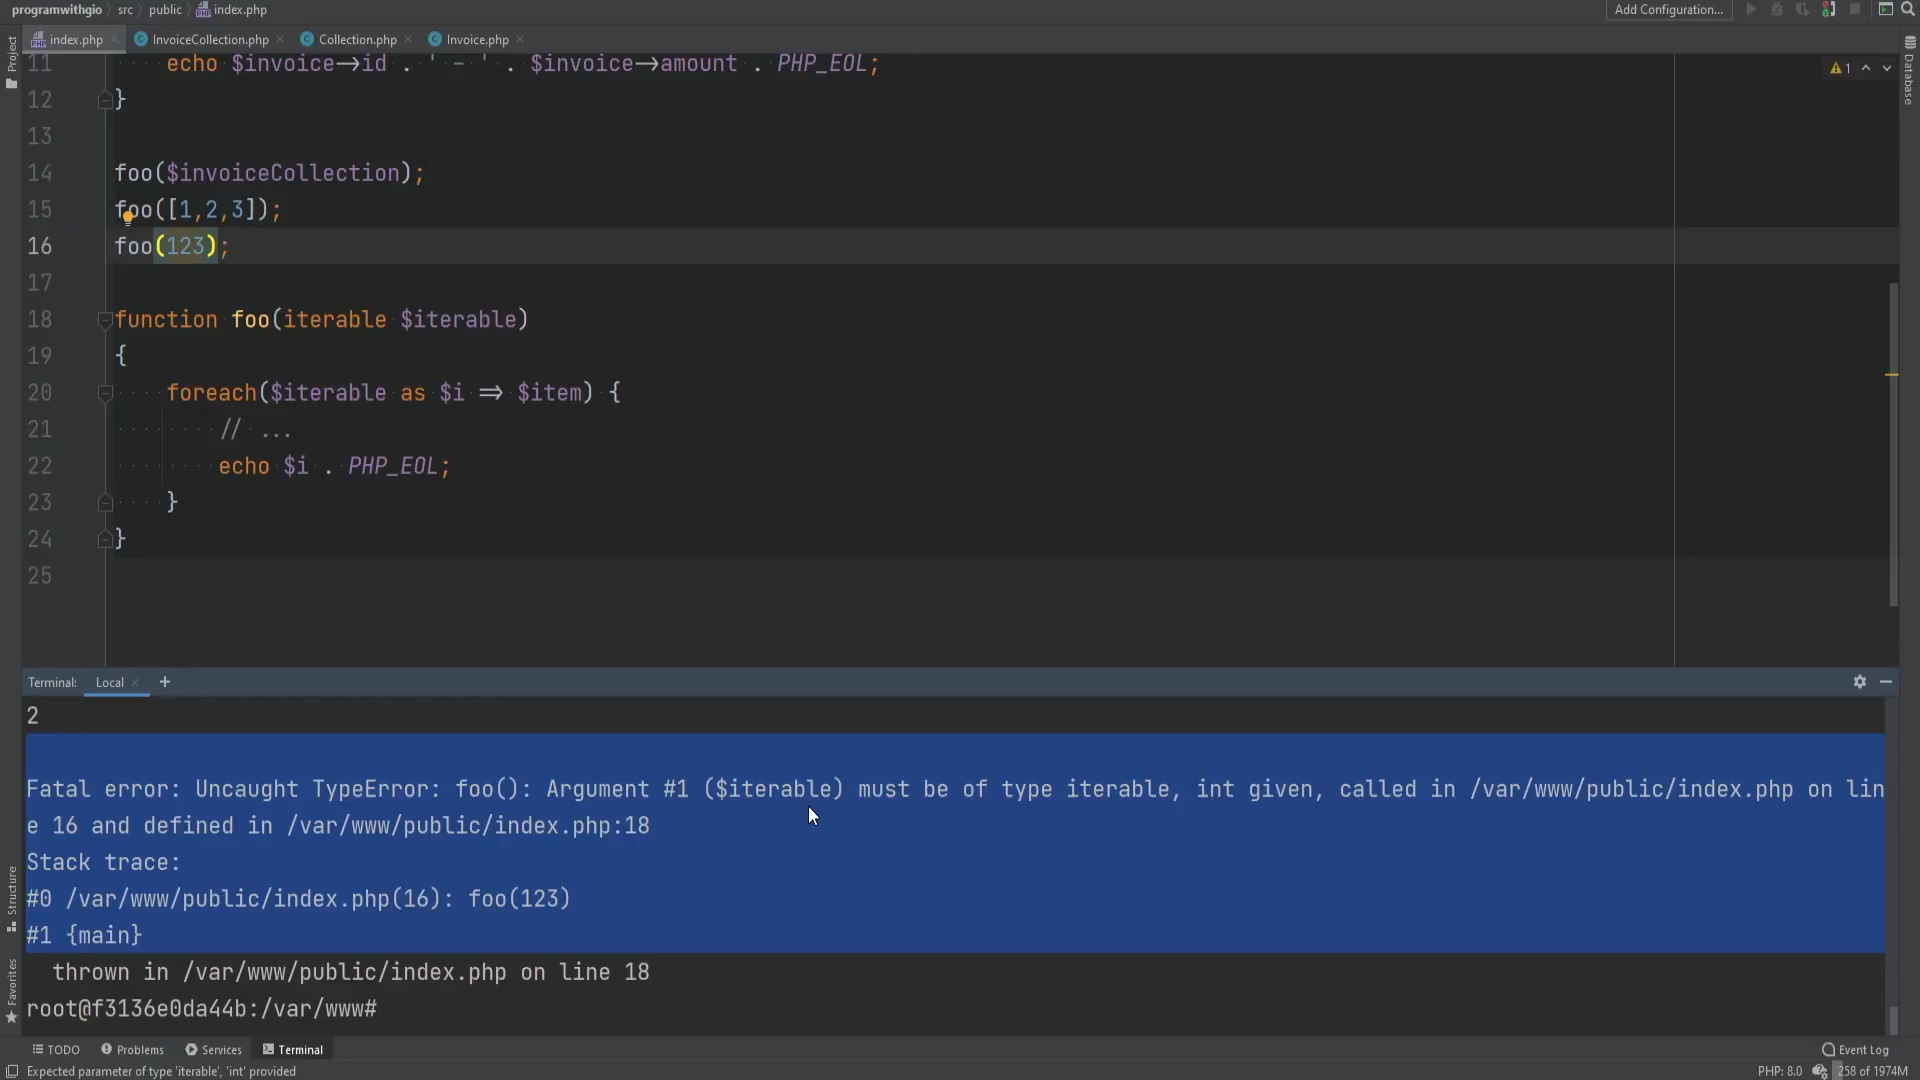 programwithgio src public index.php
Add Configuration...
index.php InvoiceCollection.php Collection.php Invoice.php
Project
Database
1
11 echo $invoice->id . ' - ' . $invoice->amount . PHP_EOL;
12 }
13
14 foo($invoiceCollection);
15 foo([1,2,3]);
16 foo(123);
17
18 function foo(iterable $iterable)
19 {
20 foreach($iterable as $i => $item) {
21 // ...
22 echo $i . PHP_EOL;
23 }
24 }
25
Terminal: Local +
2
Fatal error: Uncaught TypeError: foo(): Argument #1 ($iterable) must be of type iterable, int given, called in /var/www/public/index.php on lin
e 16 and defined in /var/www/public/index.php:18
Stack trace:
#0 /var/www/public/index.php(16): foo(123)
#1 {main}
thrown in /var/www/public/index.php on line 18
root@f3136e0da44b:/var/www#
Structure
Favorites
TODO Problems Services Terminal
Event Log
Expected parameter of type 'iterable', 'int' provided
PHP: 8.0 258 of 1974M